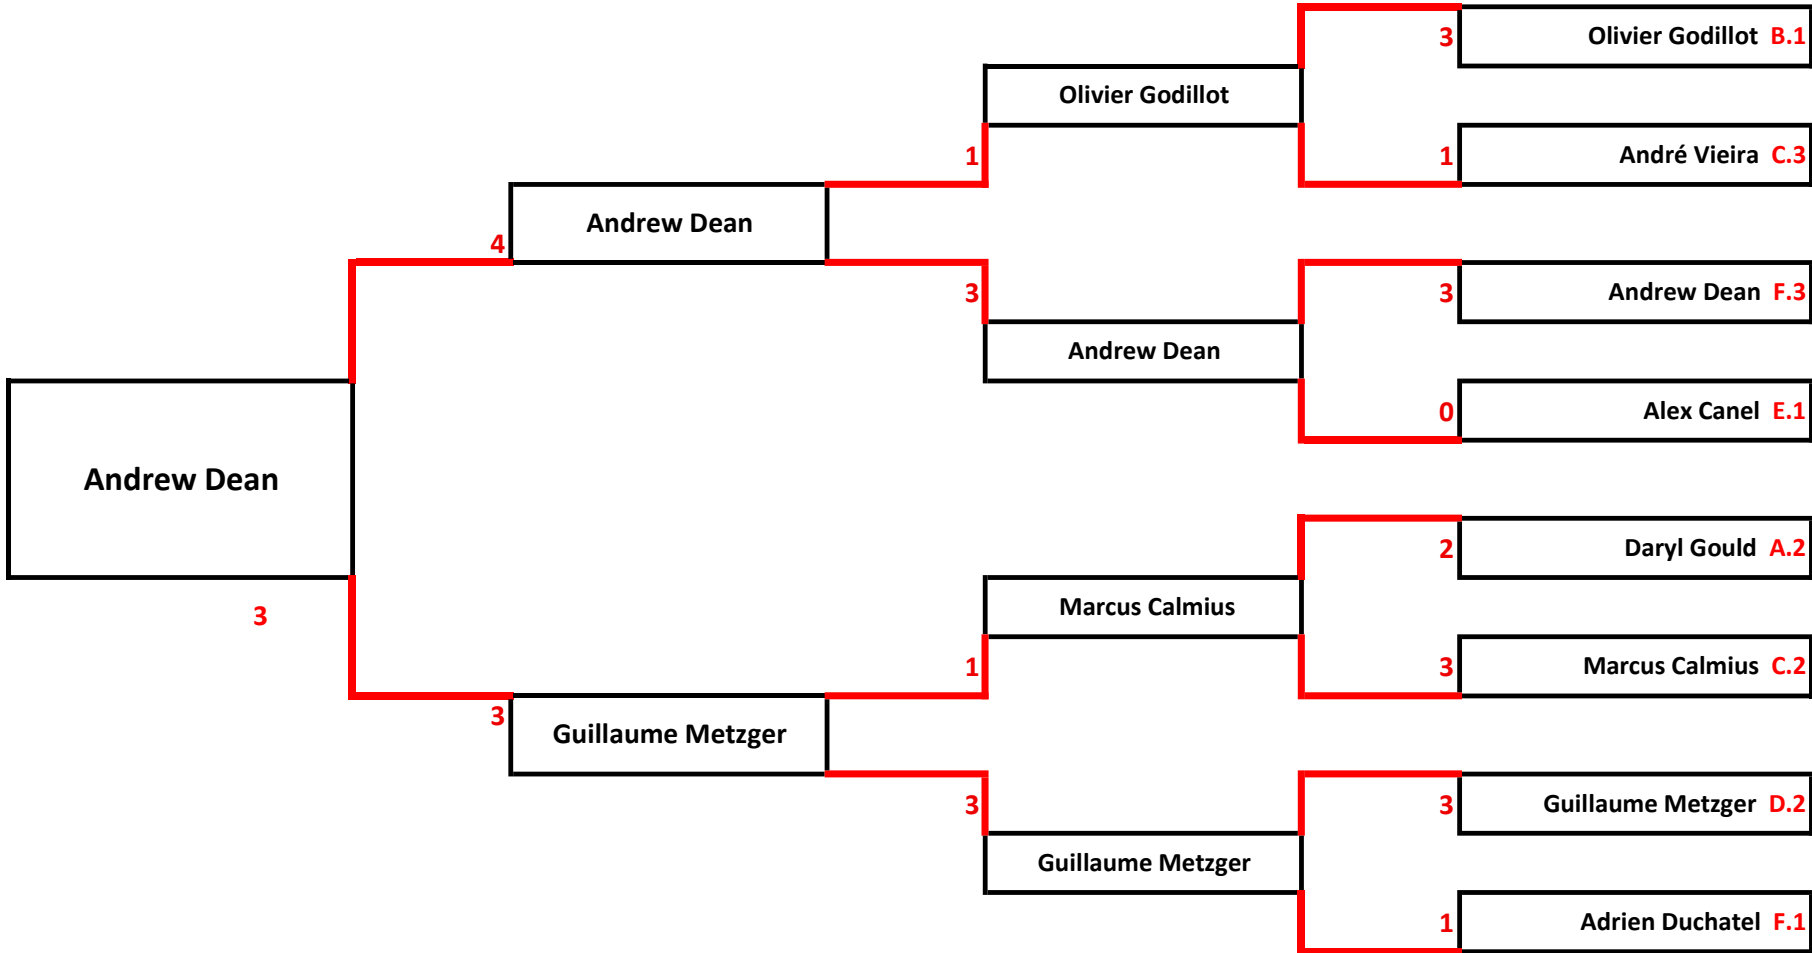 3 Olivier Godillot B.1
Olivier Godillot
1 1 André Vieira C.3
Andrew Dean
4
3 3 Andrew Dean F.3
Andrew Dean
0 Alex Canel E.1
Andrew Dean
2 Daryl Gould A.2
3 Marcus Calmius
1 3 Marcus Calmius C.2
3
Guillaume Metzger
3 3 Guillaume Metzger D.2
Guillaume Metzger
1 Adrien Duchatel F.1